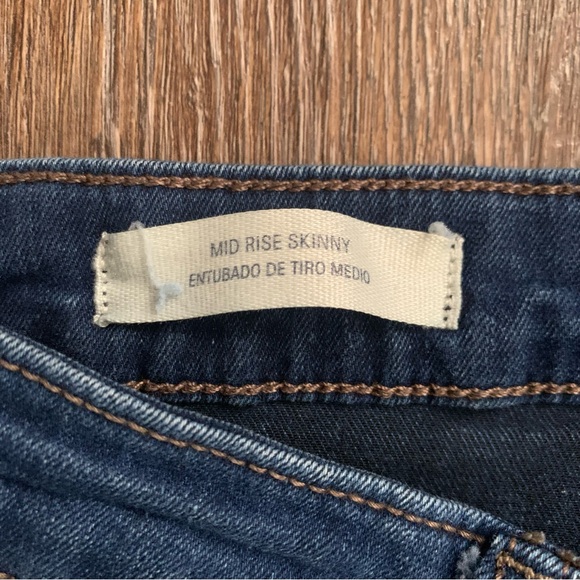 MID RISE SKINNY
ENTUBADO DE TIRO MEDIO